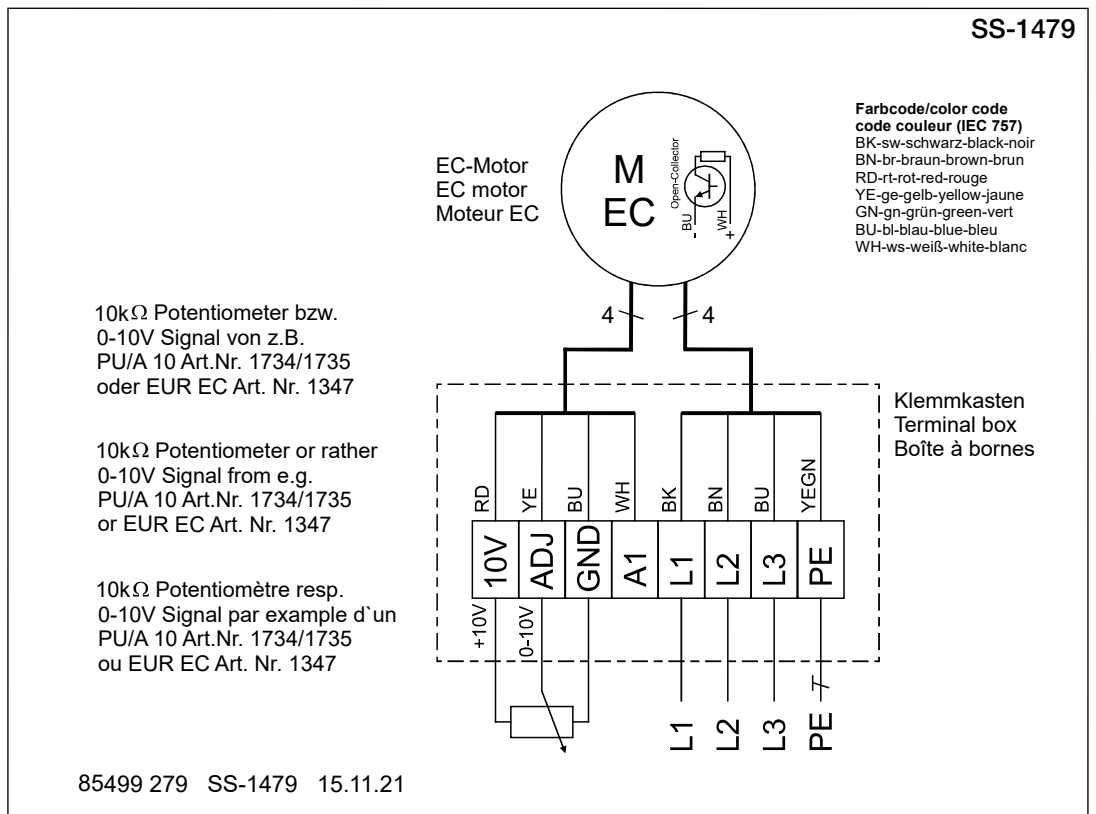 SS-1479
Farbcode/color code
code couleur (IEC 757)
BK-sw-schwarz-black-noir
BN-br-braun-brown-brun
RD-rt-rot-red-rouge
YE-ge-gelb-yellow-jaune
GN-gn-grün-green-vert
BU-bl-blau-blue-bleu
WH-ws-weiß-white-blanc
EC-Motor
EC motor
Moteur EC
M
EC
Open-Collector
BU
-
WH
+
4
4
10kΩ Potentiometer bzw.
0-10V Signal von z.B.
PU/A 10 Art.Nr. 1734/1735
oder EUR EC Art. Nr. 1347
10kΩ Potentiometer or rather
0-10V Signal from e.g.
PU/A 10 Art.Nr. 1734/1735
or EUR EC Art. Nr. 1347
10kΩ Potentiomètre resp.
0-10V Signal par example d`un
PU/A 10 Art.Nr. 1734/1735
ou EUR EC Art. Nr. 1347
Klemmkasten
Terminal box
Boîte à bornes
RD
YE
BU
WH
BK
BN
BU
YEGN
10V
ADJ
GND
A1
L1
L2
L3
PE
+10V
0-10V
L1
L2
L3
PE
85499 279 SS-1479 15.11.21